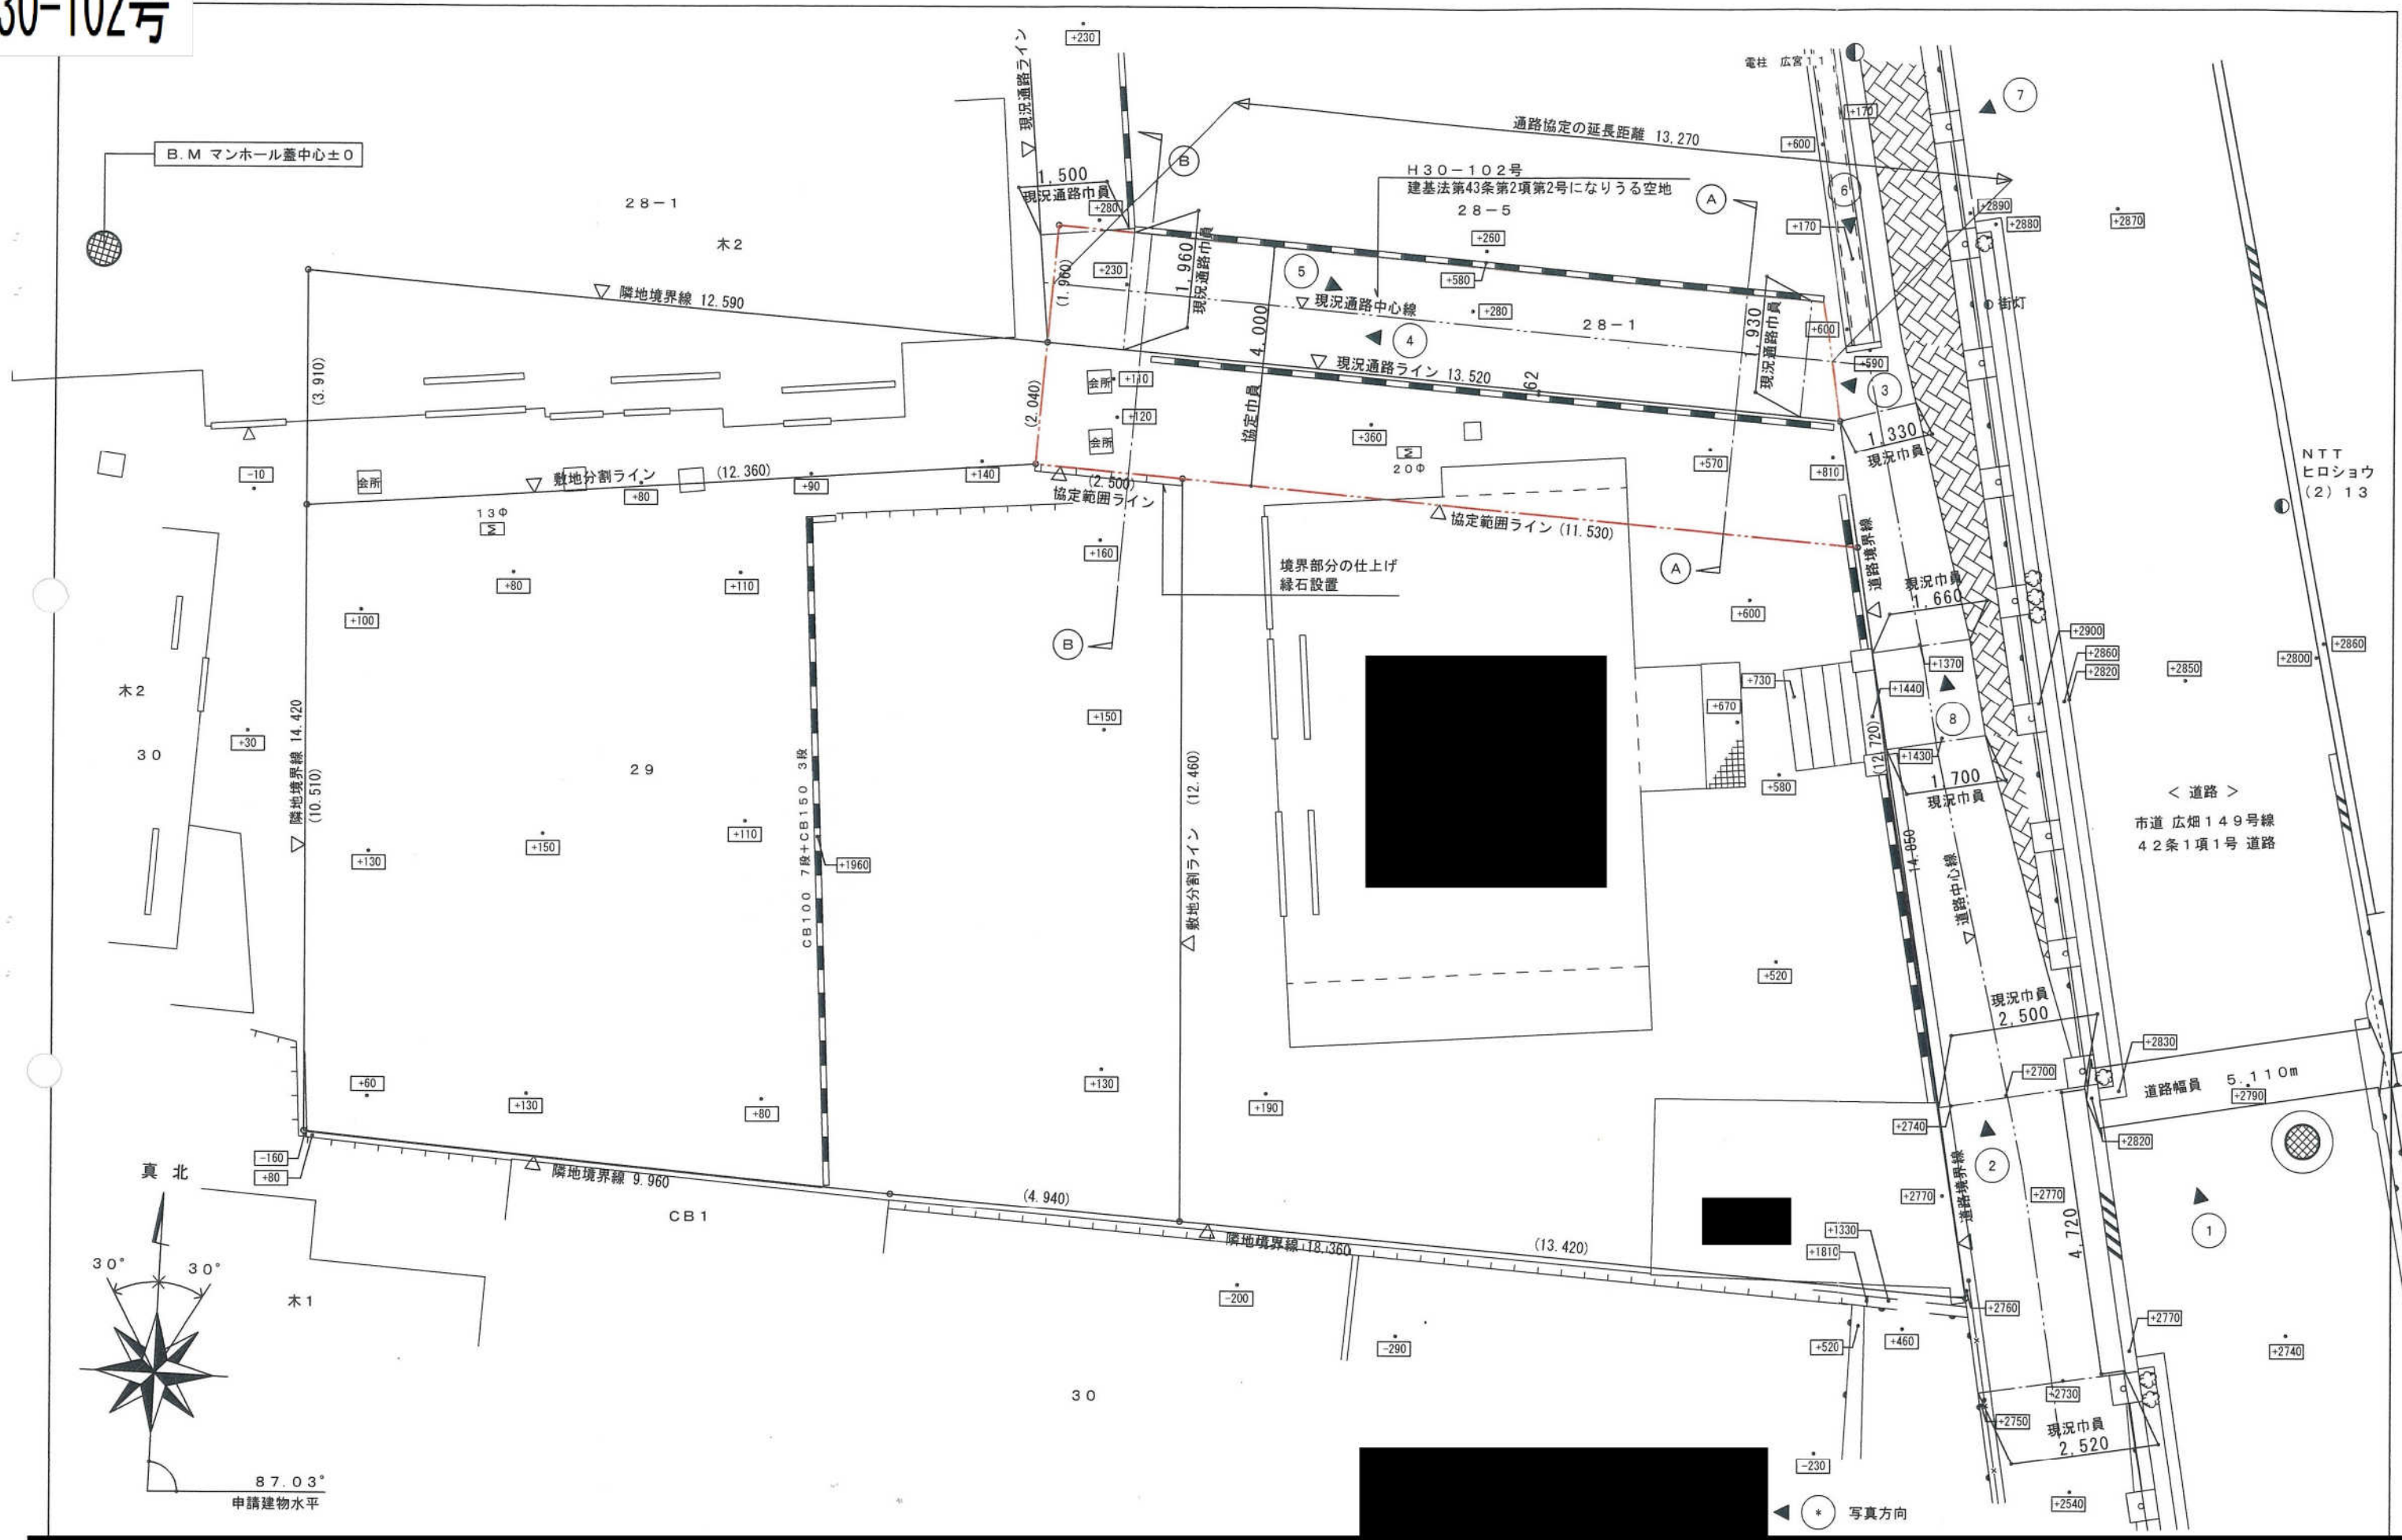 30-102号
B.M マンホール蓋中心±0
+230
現況通路ライン
電柱 広宮11
7
通路協定の延長距離 13,270
+170
+600
H30-102号
建基法第43条第2項第2号になりうる空地
28-5
28-1
木2
1,500
現況通路巾員
+280
B
A
6
+2890
+2880
+2870
+170
+260
+230
(1.960)
1,960
現況通路巾員
5
+580
現況通路中心線
+280
28-1
街灯
隣地境界線 12.590
4
1,930
現況通路巾員
+600
+590
3
4,000
協定巾員
現況通路ライン 13.520
62
(3.910)
(2.040)
会所
+110
+120
会所
+360
M
20Φ
+570
+810
1,330
現況巾員
NTT
ヒロショウ
(2)13
-10
会所
敷地分割ライン
(12.360)
+80
+90
+140
(2.500)
協定範囲ライン
協定範囲ライン (11.530)
13Φ
M
境界部分の仕上げ
縁石設置
A
道路境界線
現況巾員
1,660
+160
+80
+110
+100
+600
B
+2900
+2860
+2820
+2850
+2800
+2860
+1370
+1440
8
+730
+670
木2
30
+30
+150
29
隣地境界線 14.420
(10.510)
CB100 7段+CB150 3段
(12.460)
敷地分割ライン
(12.720)
+1430
1,700
現況巾員
+580
< 道路 >
市道 広畑149号線
42条1項1号 道路
+130
+150
+110
+1960
14.850
道路中心線
+520
現況巾員
2,500
+2830
+60
+130
+80
+130
+190
+2700
道路幅員 5.110m
+2790
+2740
+2820
2
-160
+80
隣地境界線 9.960
CB1
(4.940)
隣地境界線 18.360
(13.420)
道路境界線
+2770
+2770
4,720
1
+1330
+1810
真 北
30°
30°
木1
-200
-290
+2760
+520
+460
+2770
+2740
30
+2730
+2750
現況巾員
2,520
-230
+2540
87.03°
申請建物水平
* 写真方向